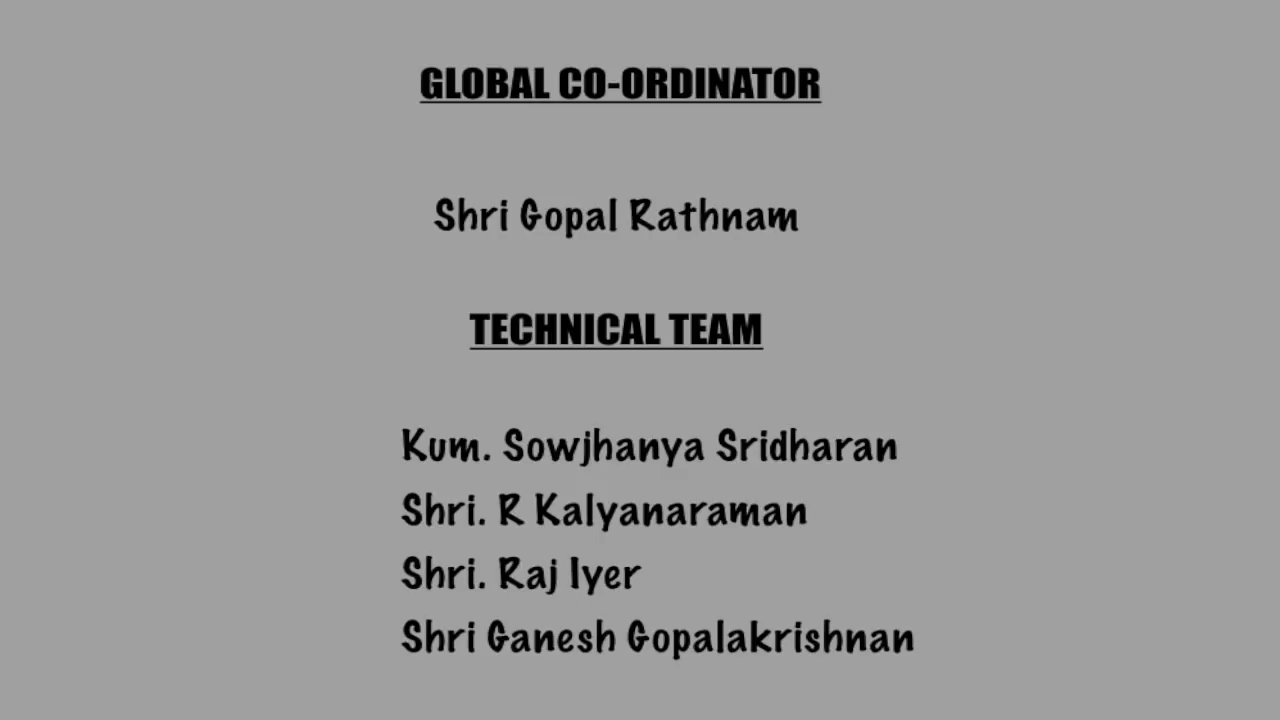 GLOBAL CO-ORDINATOR
Shri Gopal Rathnam
TECHNICAL TEAM
Kum. Sowjhanya Sridharan
Shri. R Kalyanaraman
Shri. Raj Iyer
Shri Ganesh Gopalakrishnan